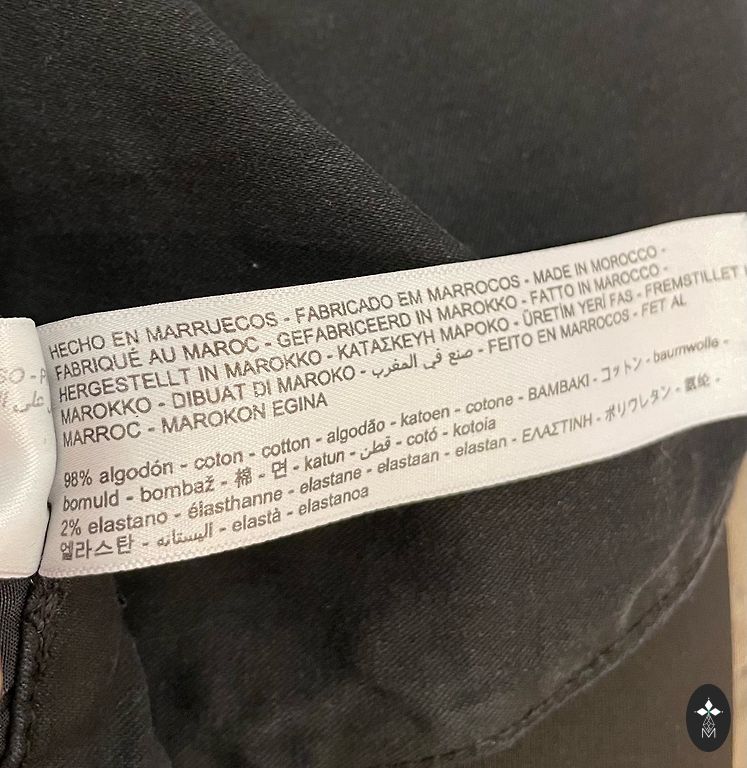 HECHO EN MARRUECOS - FABRICADO EM MARROCOS - MADE IN MOROCCO -
FABRIQUÉ AU MAROC - GEFABRICEERD IN MAROKKO - FATTO IN MAROCCO -
HERGESTELLT IN MAROKKO - ΚΑΤΑΣΚΕΥΗ ΜΑΡΟΚΟ - ÜRETİM YERİ FAS - FREMSTILLET
MAROKKO - DIBUAT DI MAROKO - صنع في المغرب - FEITO EN MARROCOS - FET AL
MARROC - MAROKON EGINA
98% algodón - coton - cotton - algodão - katoen - cotone - ΒΑΜΒΑΚΙ - コットン - baumwolle -
bomuld - bombaž - 棉 - 면 - katun - قطن - cotó - kotoia
2% elastano - élasthanne - elastane - elastaan - elastan - ΕΛΑΣΤΙΝΗ - ポリウレタン - 氨纶 -
엘라스탄 - اليستانه - elastà - elastanoa
M